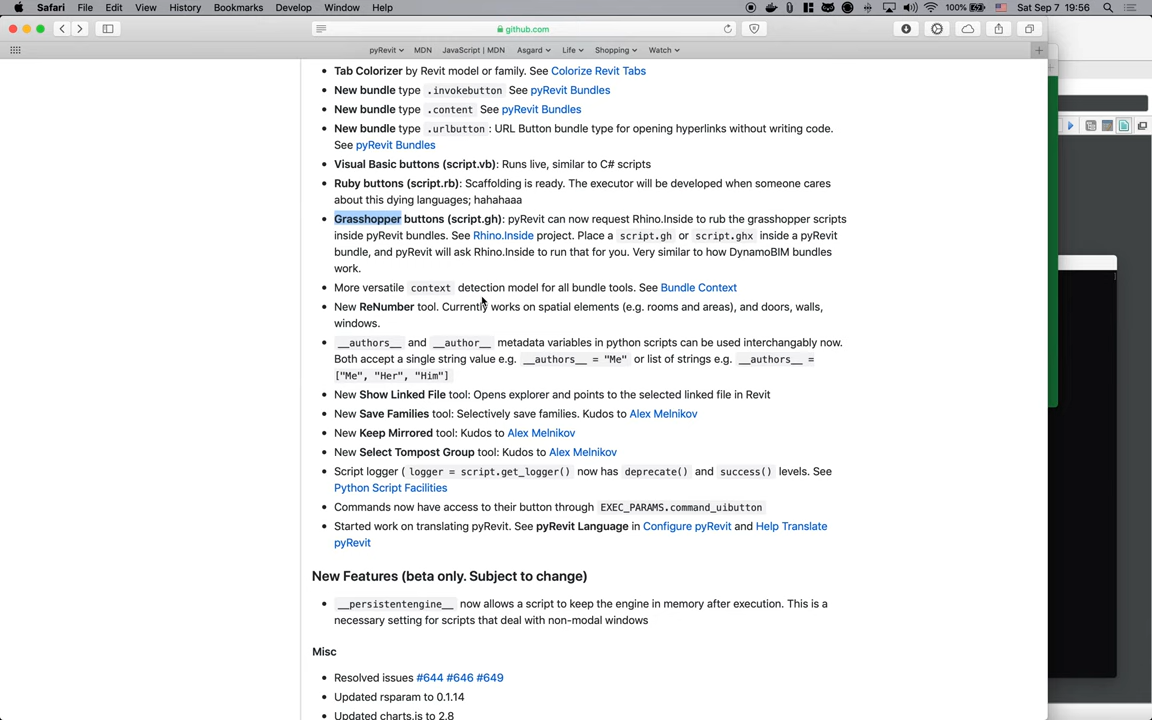 Safari File Edit View History Bookmarks Develop Window Help 100% Sat Sep 7 19:56
github.com
pyRevit MDN JavaScript | MDN Asgard Life Shopping Watch
Tab Colorizer by Revit model or family. See Colorize Revit Tabs
New bundle type .invokebutton See pyRevit Bundles
New bundle type .content See pyRevit Bundles
New bundle type .urlbutton : URL Button bundle type for opening hyperlinks without writing code.
See pyRevit Bundles
Visual Basic buttons (script.vb): Runs live, similar to C# scripts
Ruby buttons (script.rb): Scaffolding is ready. The executor will be developed when someone cares
about this dying languages; hahahaaa
Grasshopper buttons (script.gh): pyRevit can now request Rhino.Inside to rub the grasshopper scripts
inside pyRevit bundles. See Rhino.Inside project. Place a script.gh or script.ghx inside a pyRevit
bundle, and pyRevit will ask Rhino.Inside to run that for you. Very similar to how DynamoBIM bundles
work.
More versatile context detection model for all bundle tools. See Bundle Context
New ReNumber tool. Currently works on spatial elements (e.g. rooms and areas), and doors, walls,
windows.
__authors__ and __author__ metadata variables in python scripts can be used interchangably now.
Both accept a single string value e.g. __authors__ = "Me" or list of strings e.g. __authors__ =
["Me", "Her", "Him"]
New Show Linked File tool: Opens explorer and points to the selected linked file in Revit
New Save Families tool: Selectively save families. Kudos to Alex Melnikov
New Keep Mirrored tool: Kudos to Alex Melnikov
New Select Tompost Group tool: Kudos to Alex Melnikov
Script logger ( logger = script.get_logger() now has deprecate() and success() levels. See
Python Script Facilities
Commands now have access to their button through EXEC_PARAMS.command_uibutton
Started work on translating pyRevit. See pyRevit Language in Configure pyRevit and Help Translate
pyRevit
New Features (beta only. Subject to change)
__persistentengine__ now allows a script to keep the engine in memory after execution. This is a
necessary setting for scripts that deal with non-modal windows
Misc
Resolved issues #644 #646 #649
Updated rsparam to 0.1.14
Updated charts.js to 2.8